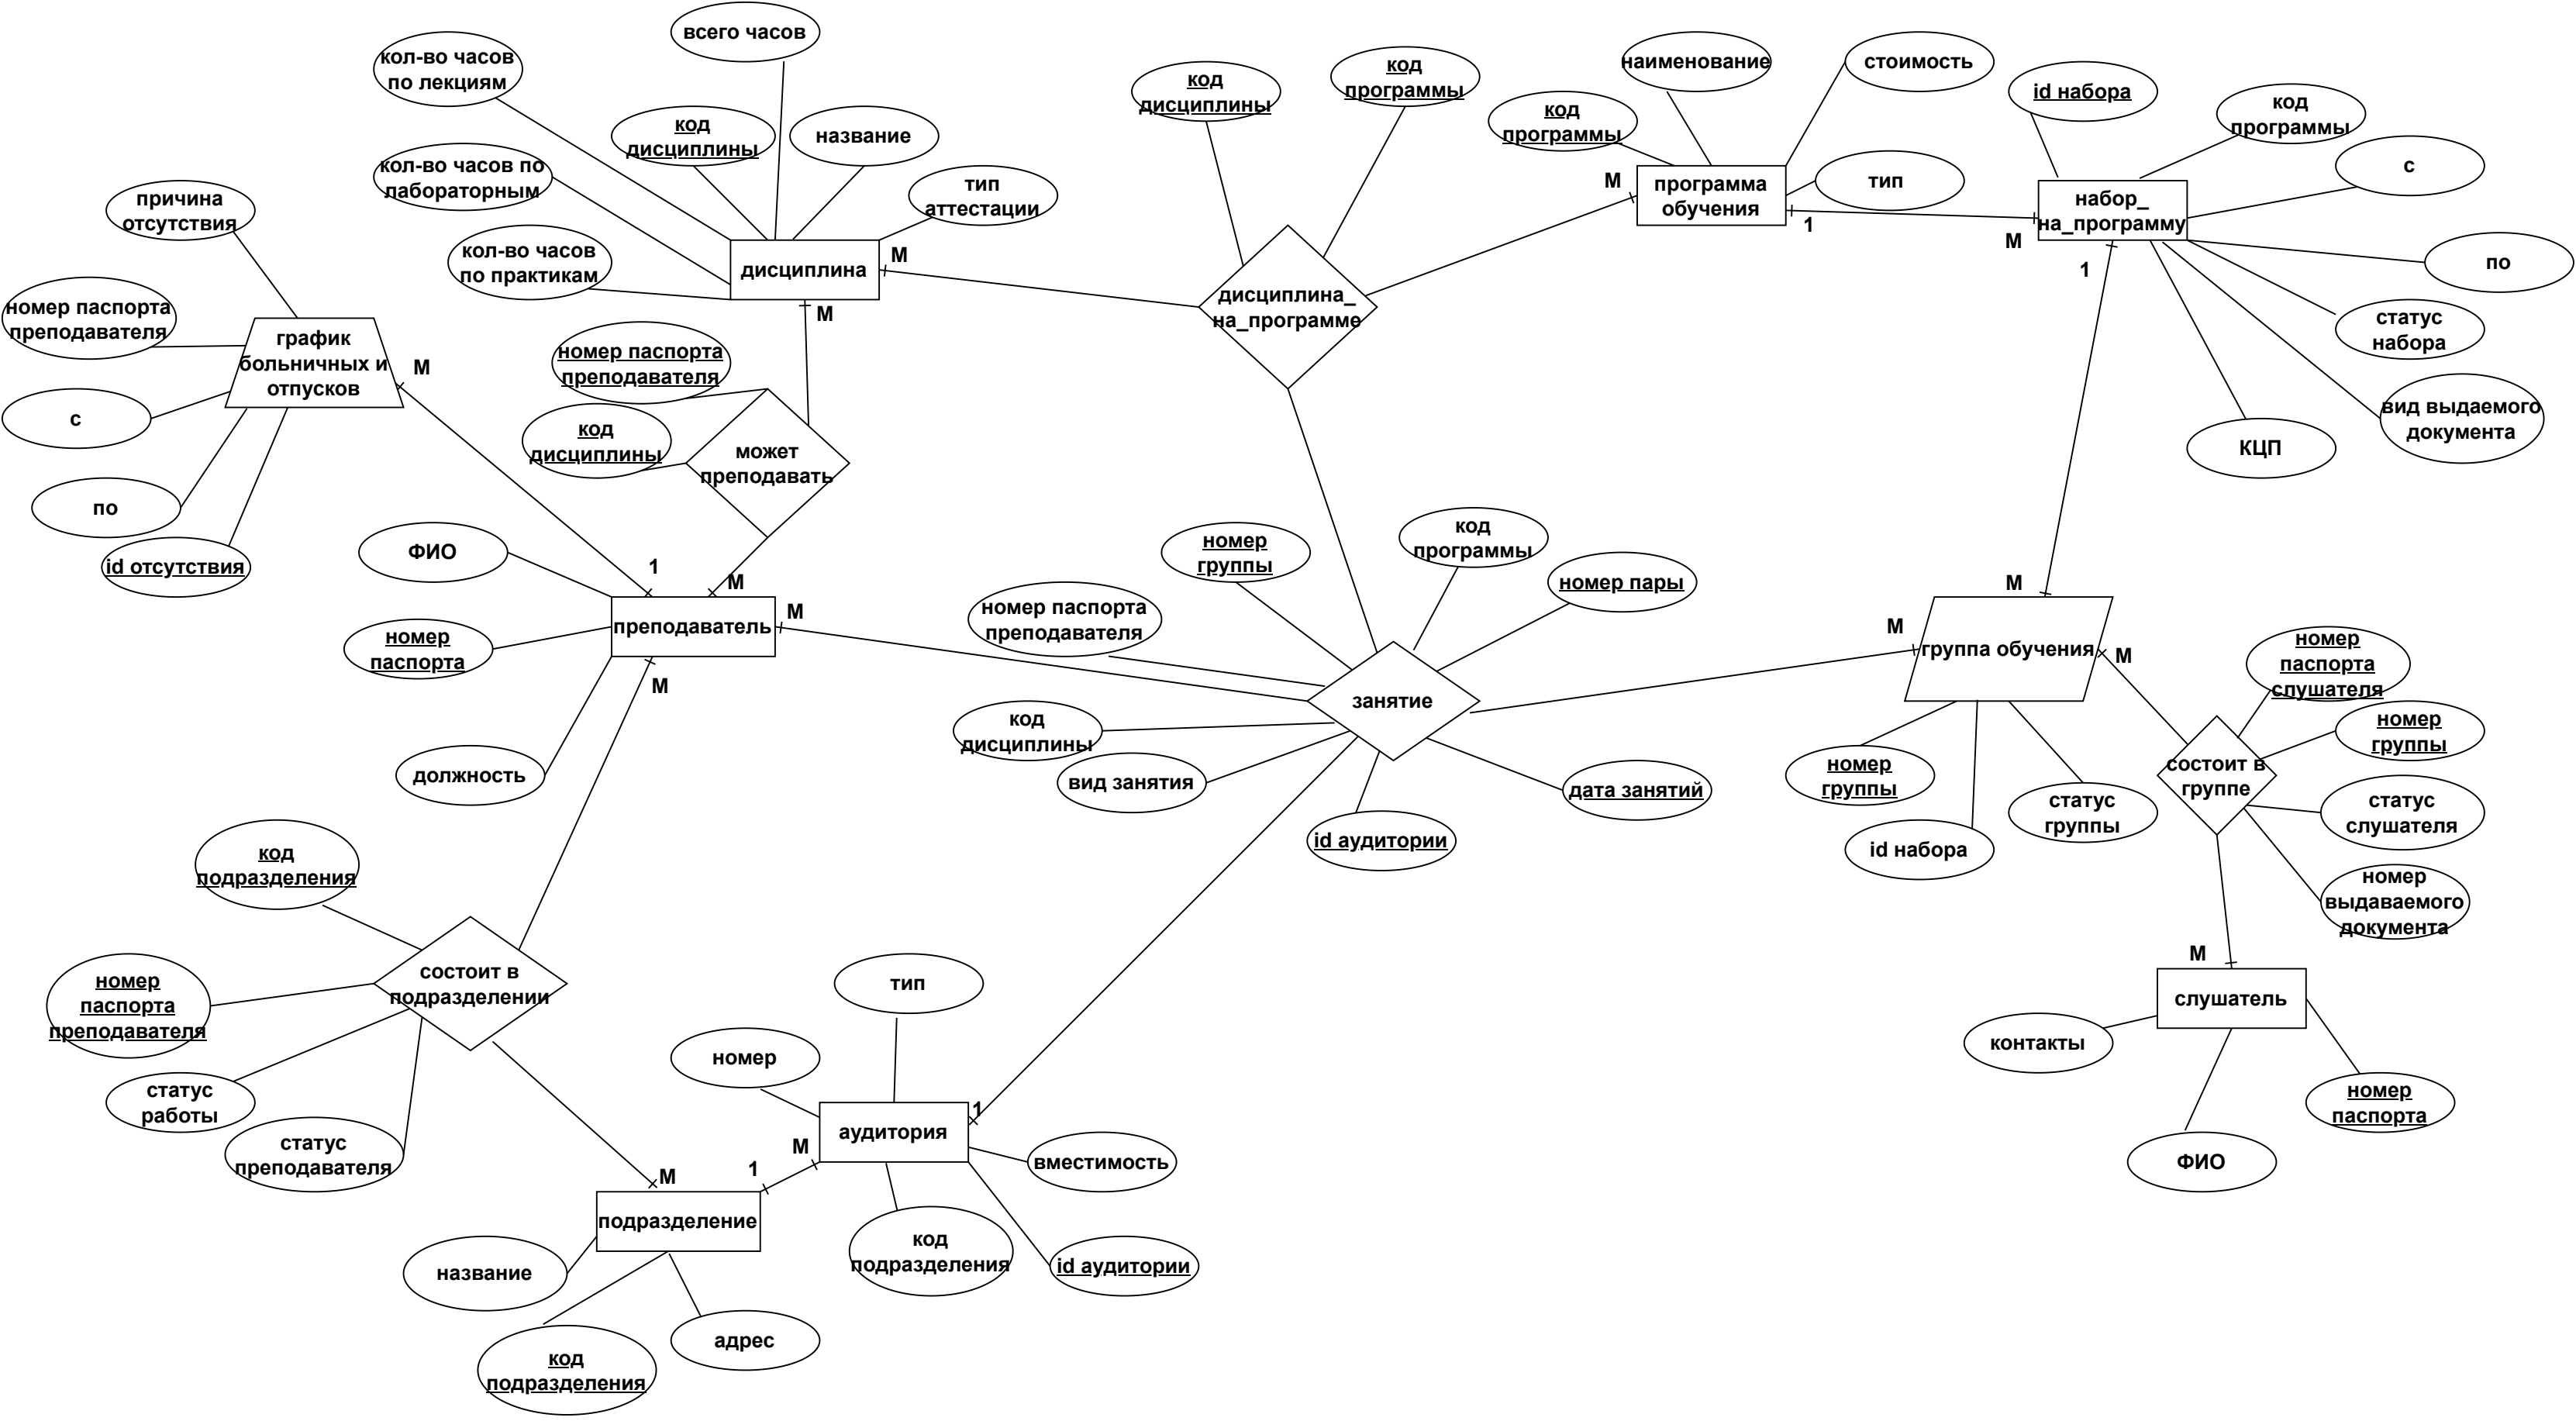 всего часов
кол-во часов
по лекциям
код
дисциплины
название
кол-во часов по
лабораторным
тип
аттестации
кол-во часов
по практикам
дисциплина
М
М
причина
отсутствия
номер паспорта
преподавателя
график
больничных и
отпусков
М
с
по
id отсутствия
номер паспорта
преподавателя
код
дисциплины
может
преподавать
код
дисциплины
код
программы
дисциплина_
на_программе
наименование
стоимость
код
программы
тип
М
программа
обучения
1
id набора
код
программы
с
по
набор_
на_программу
М
1
статус
набора
вид выдаемого
документа
КЦП
ФИО
1
М
преподаватель
М
номер
паспорта
М
должность
номер
группы
код
программы
номер пары
номер паспорта
преподавателя
занятие
код
дисциплины
вид занятия
id аудитории
дата занятий
М
М
группа обучения
М
номер
группы
id набора
статус
группы
номер
паспорта
слушателя
номер
группы
состоит в
группе
статус
слушателя
номер
выдаваемого
документа
М
слушатель
контакты
номер
паспорта
ФИО
код
подразделения
номер
паспорта
преподавателя
состоит в
подразделении
статус
работы
статус
преподавателя
М
тип
номер
1
аудитория
М
1
вместимость
код
подразделения
id аудитории
подразделение
название
код
подразделения
адрес